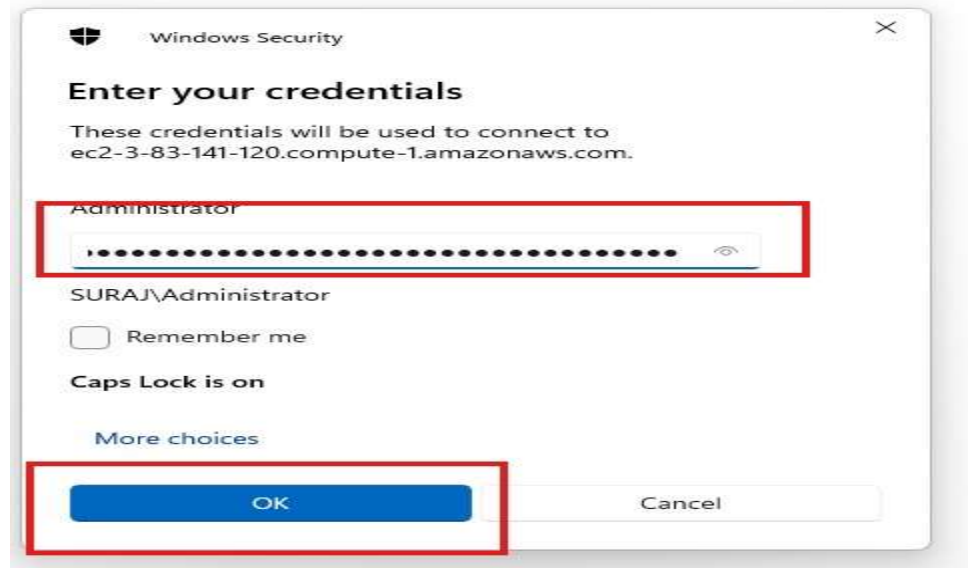 Windows Security
Enter your credentials
These credentials will be used to connect to
ec2-3-83-141-120.compute-1.amazonaws.com.
Administrator
SURAJ\Administrator
Remember me
Caps Lock is on
More choices
OK
Cancel